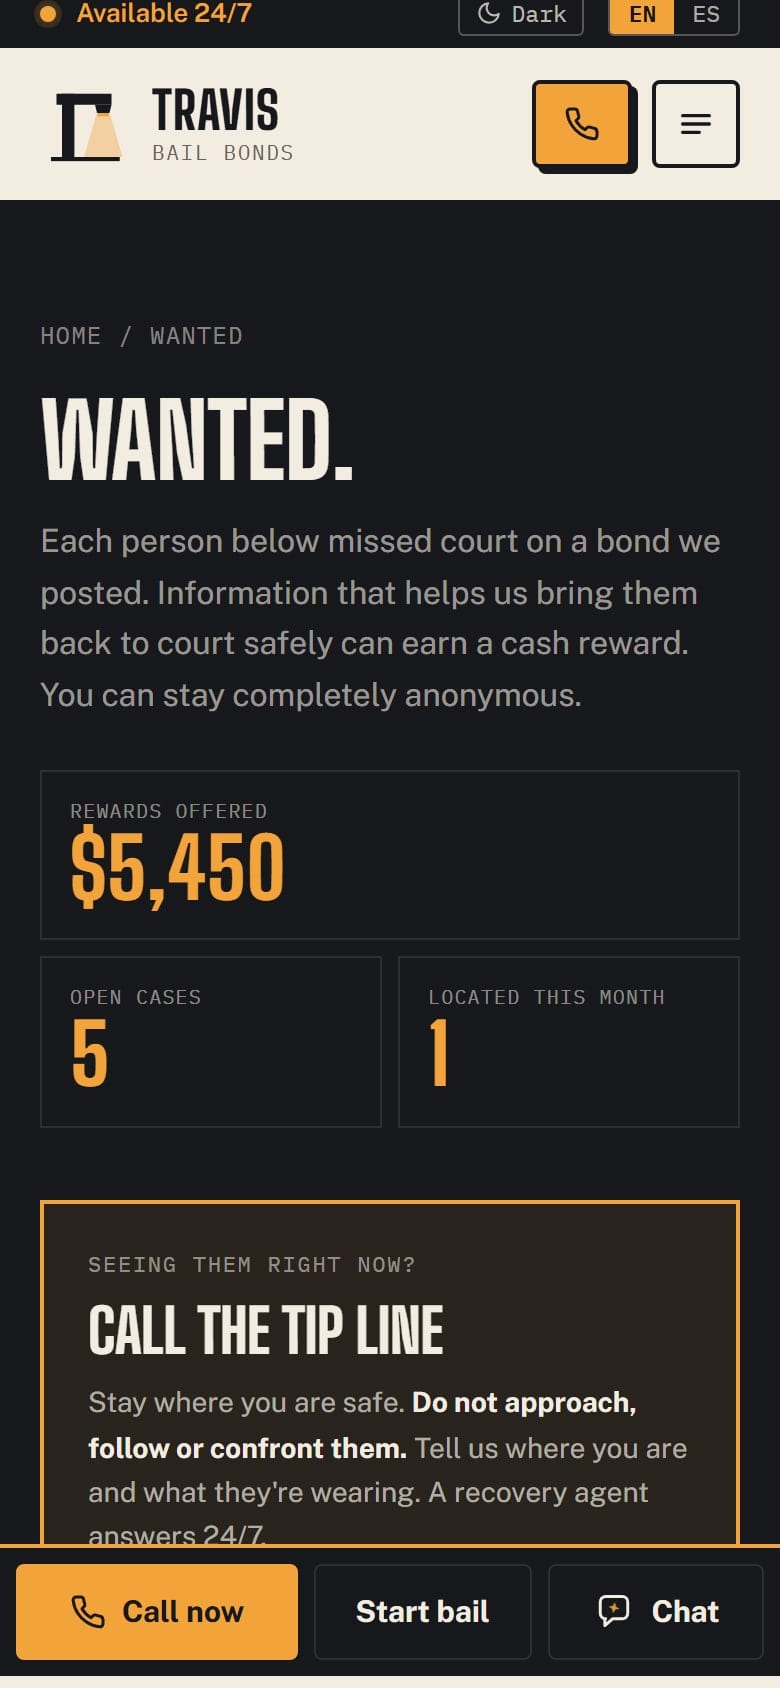 Available 24/7
Dark
EN
ES
TRAVIS
BAIL BONDS
HOME / WANTED
WANTED.
Each person below missed court on a bond we
posted. Information that helps us bring them
back to court safely can earn a cash reward.
You can stay completely anonymous.
REWARDS OFFERED
$5,450
OPEN CASES
5
LOCATED THIS MONTH
1
SEEING THEM RIGHT NOW?
CALL THE TIP LINE
Stay where you are safe. Do not approach,
follow or confront them. Tell us where you are
and what they're wearing. A recovery agent
answers 24/7.
Call now
Start bail
Chat